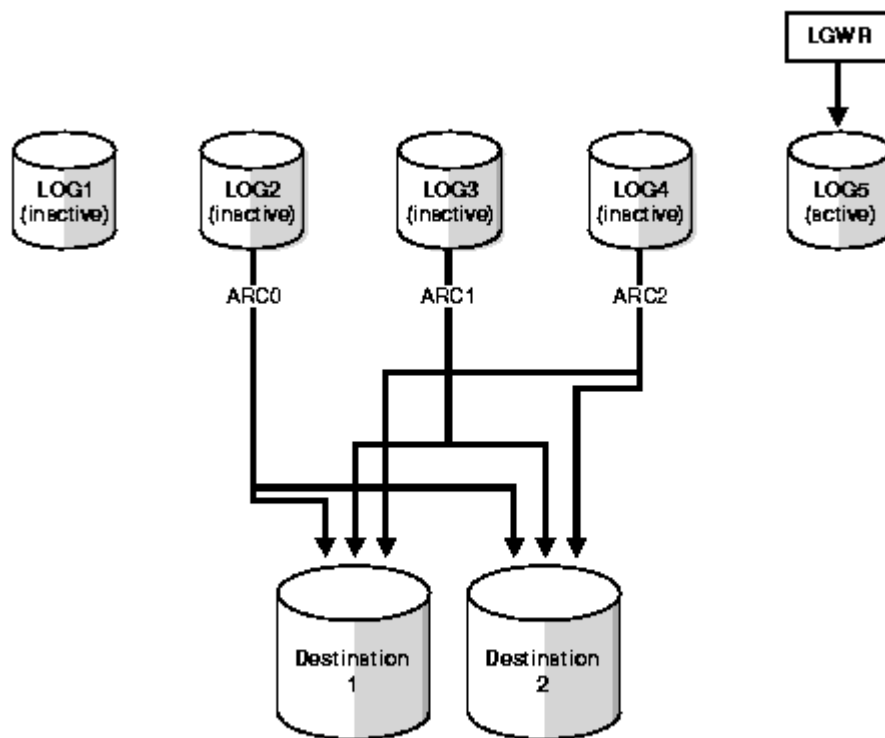 LGWR
LOG1
(inactive)
LOG2
(inactive)
LOG3
(inactive)
LOG4
(inactive)
LOG5
(active)
ARC0
ARC1
ARC2
Destination
1
Destination
2